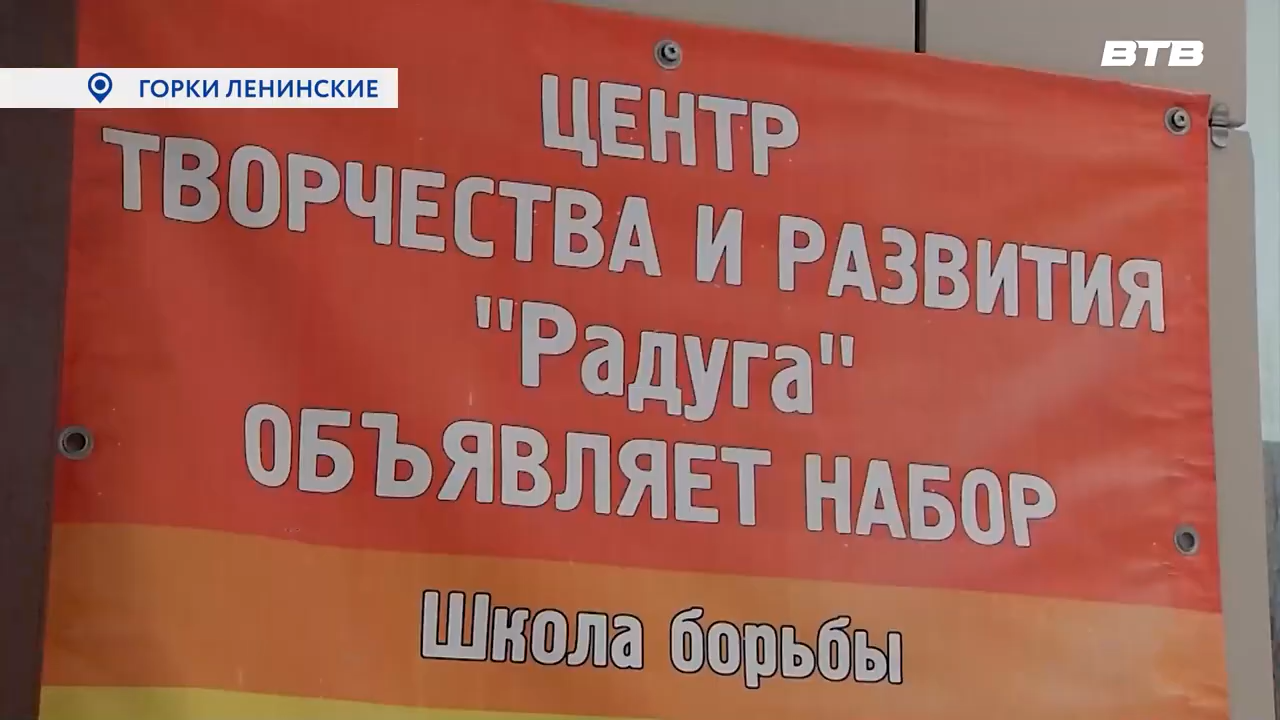 ВТВ
ГОРКИ ЛЕНИНСКИЕ
ЦЕНТР
ТВОРЧЕСТВА И РАЗВИТИЯ
"Радуга"
ОБЪЯВЛЯЕТ НАБОР
Школа борьбы